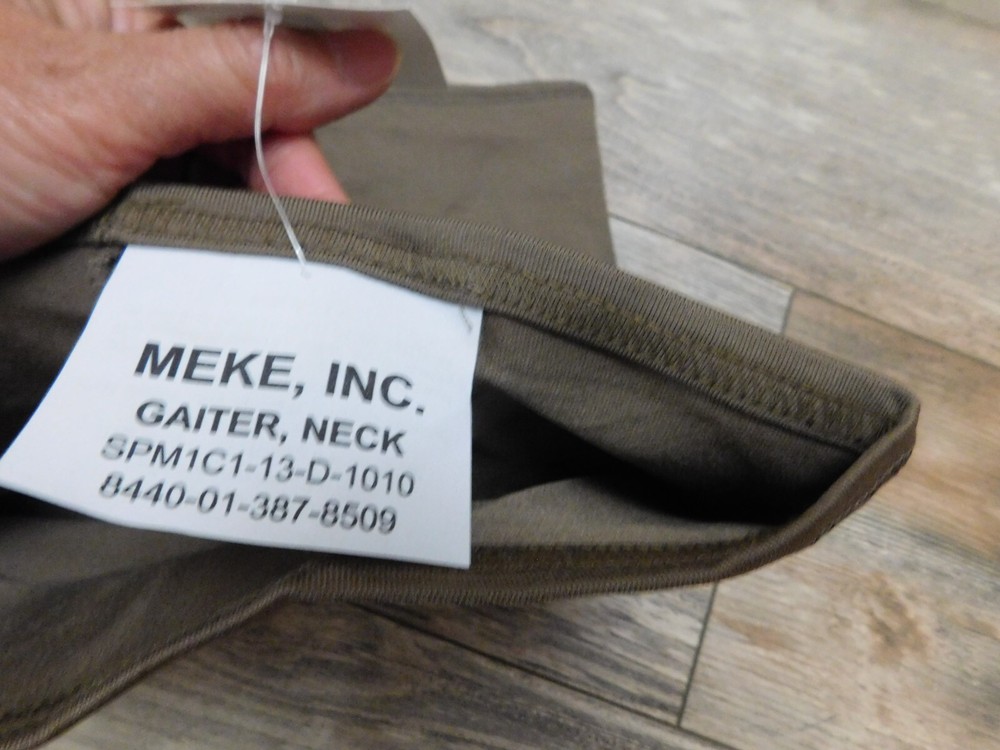 MEKE, INC.
GAITER, NECK
SPM1C1-13-D-1010
8440-01-387-8509